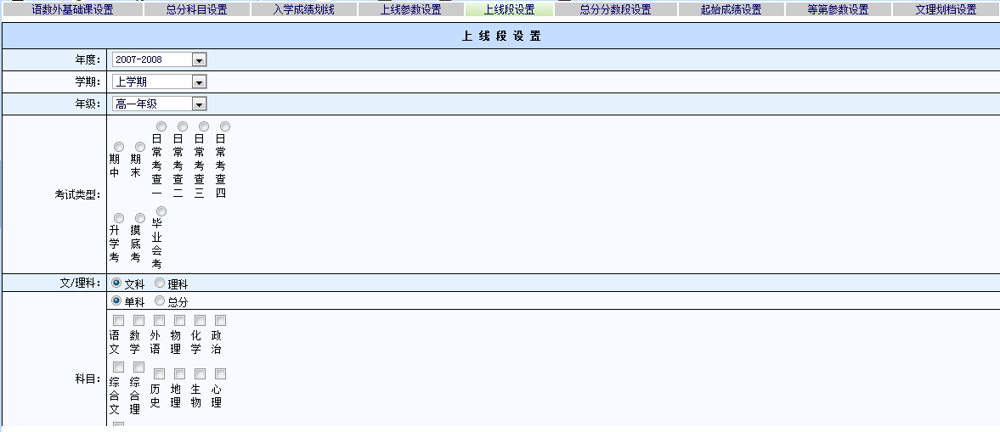 语数外基础课设置 总分科目设置 入学成绩划线 上线参数设置 上线段设置 总分分数段设置 起始成绩设置 等第参数设置 文理划档设置
上 线 段 设 置
年度： 2007-2008
学期： 上学期
年级： 高一年级
考试类型： 期中 期末 日常考查一 日常考查二 日常考查三 日常考查四
升学考 摸底考 毕业会考
文/理科： 文科 理科
单科 总分
科目： 语文 数学 外语 物理 化学 政治
综合文 综合理 历史 地理 生物 心理